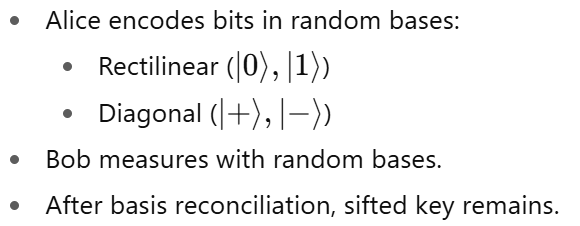 • Alice encodes bits in random bases:
• Rectilinear (|0⟩, |1⟩)
• Diagonal (|+⟩, |−⟩)
• Bob measures with random bases.
• After basis reconciliation, sifted key remains.